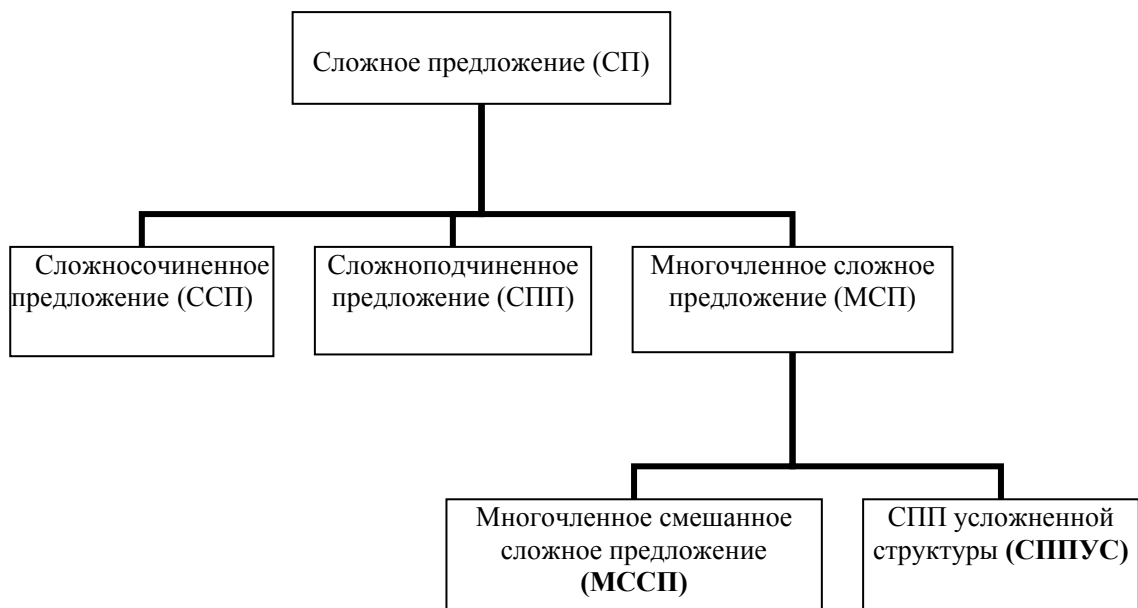 Сложное предложение (СП)
Сложносочиненное
предложение (ССП)
Сложноподчиненное
предложение (СПП)
Многочленное сложное
предложение (МСП)
Многочленное смешанное
сложное предложение
(МССП)
СПП усложненной
структуры (СППУС)